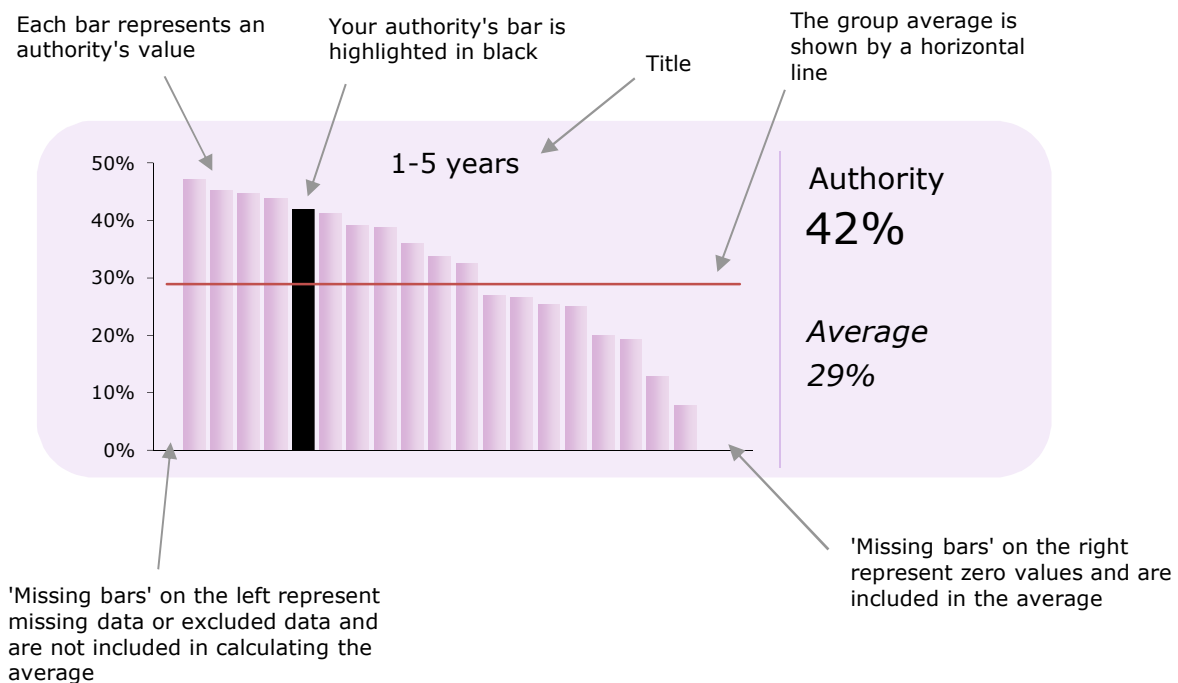 Each bar represents an
authority's value
Your authority's bar is
highlighted in black
Title
The group average is
shown by a horizontal
line
1-5 years
50%
40%
30%
20%
10%
0%
Authority
42%
Average
29%
'Missing bars' on the left represent
missing data or excluded data and
are not included in calculating the
average
'Missing bars' on the right
represent zero values and are
included in the average